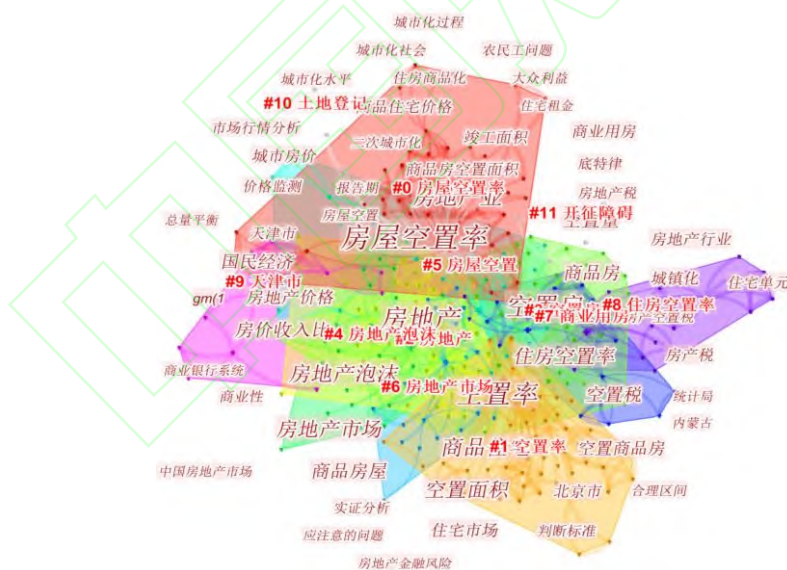 城市化过程
城市化社会
农民工问题
城市化水平
住房商品化
大众利益
#10 土地登记
商品住宅价格
住宅租金
市场行情分析
二次城市化
竣工面积
商业用房
城市房价
商品房空置面积
底特律
价格监测
报告期
#0 房屋空置率
房地产业
房地产税
房屋空置
空置量
#11 开征障碍
总量平衡
天津市
房屋空置率
房地产行业
国民经济
#5 房屋空置
商品房
城镇化
住宅单元
#9 天津市
gm(1
房地产价格
房地产
#8 住房空置率
#7 商业用房
房产空置税
房价收入比
#4 房地产泡沫
房地产
住房空置率
商业银行系统
房地产泡沫
房产税
#6 房地产市场
空置率
空置税
商业性
统计局
内蒙古
房地产市场
商品
#1 空置率
空置商品房
中国房地产市场
商品房屋
空置面积
北京市
合理区间
实证分析
应注意的问题
住宅市场
判断标准
房地产金融风险